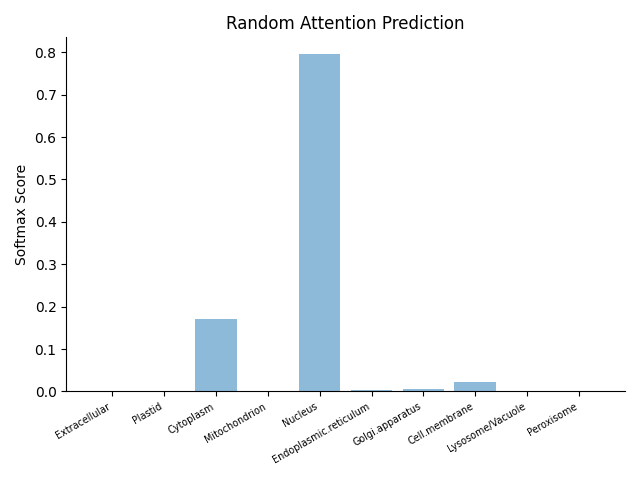 Random Attention Prediction
Softmax Score
0.8
0.7
0.6
0.5
0.4
0.3
0.2
0.1
0.0
Extracellular
Plastid
Cytoplasm
Mitochondrion
Nucleus
Endoplasmic.reticulum
Golgi.apparatus
Cell.membrane
Lysosome/Vacuole
Peroxisome